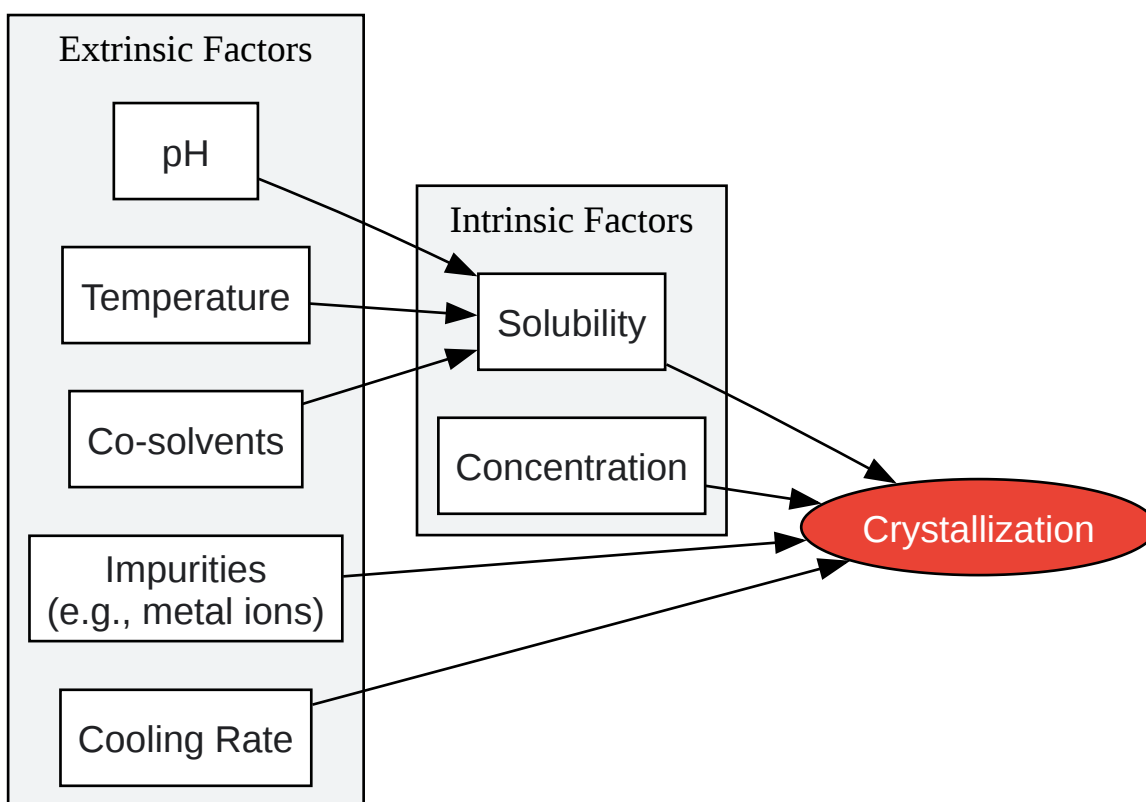 Extrinsic Factors
pH
Temperature
Co-solvents
Impurities
(e.g., metal ions)
Cooling Rate
Intrinsic Factors
Solubility
Concentration
Crystallization